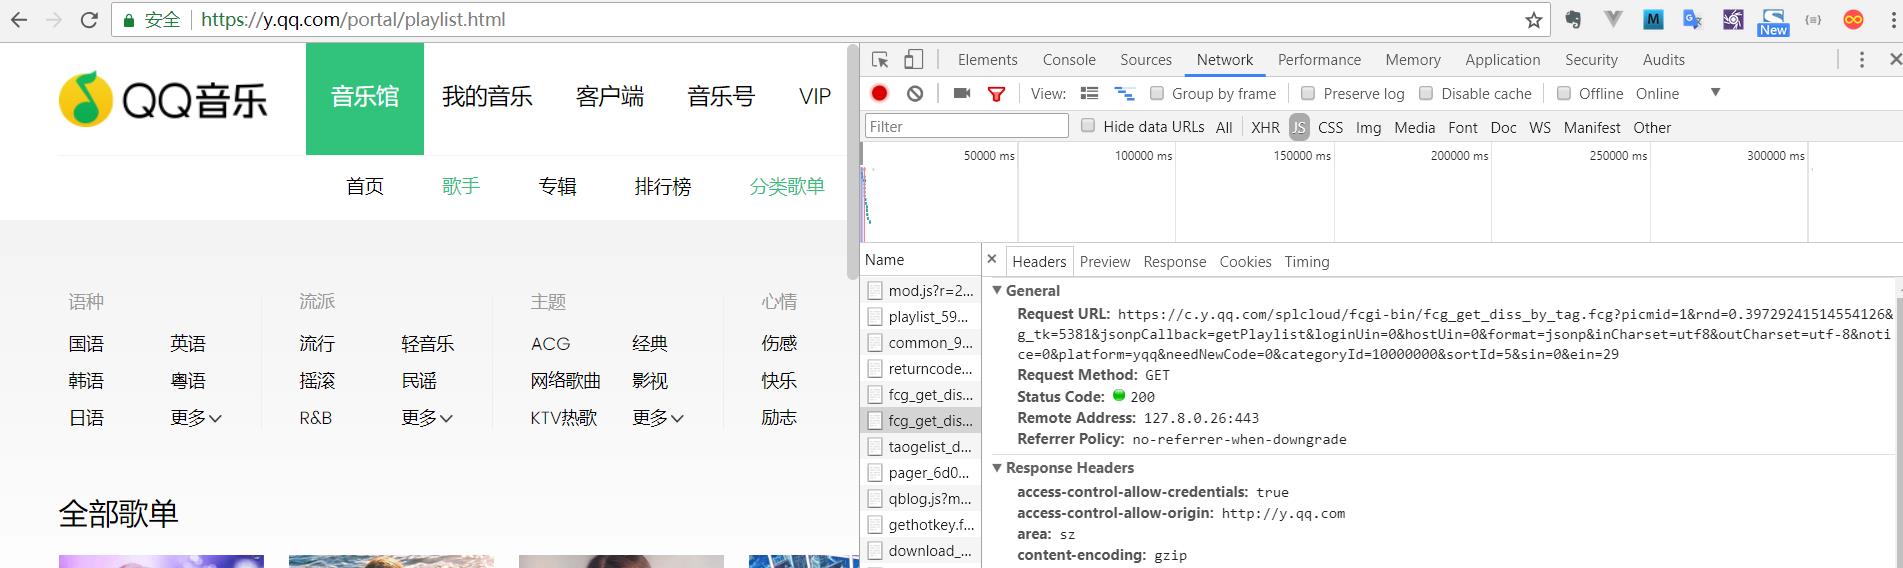 安全 https://y.qq.com/portal/playlist.html
New
QQ音乐 音乐馆 我的音乐 客户端 音乐号 VIP
首页 歌手 专辑 排行榜 分类歌单
语种 流派 主题 心情
国语 英语 流行 轻音乐 ACG 经典 伤感
韩语 粤语 摇滚 民谣 网络歌曲 影视 快乐
日语 更多 R&B 更多 KTV热歌 更多 励志
全部歌单
Elements Console Sources Network Performance Memory Application Security Audits
View: Group by frame Preserve log Disable cache Offline Online
Filter Hide data URLs All XHR JS CSS Img Media Font Doc WS Manifest Other
50000 ms 100000 ms 150000 ms 200000 ms 250000 ms 300000 ms
Name
mod.js?r=2...
playlist_59...
common_9...
returncode...
fcg_get_dis...
fcg_get_dis...
taogelist_d...
pager_6d0...
qblog.js?m...
gethotkey.f...
download_...
Headers Preview Response Cookies Timing
General
Request URL: https://c.y.qq.com/splcloud/fcgi-bin/fcg_get_diss_by_tag.fcg?picmid=1&rnd=0.39729241514554126&
g_tk=5381&jsonpCallback=getPlaylist&loginUin=0&hostUin=0&format=jsonp&inCharset=utf8&outCharset=utf-8&noti
ce=0&platform=yqq&needNewCode=0&categoryId=10000000&sortId=5&sin=0&ein=29
Request Method: GET
Status Code: 200
Remote Address: 127.8.0.26:443
Referrer Policy: no-referrer-when-downgrade
Response Headers
access-control-allow-credentials: true
access-control-allow-origin: http://y.qq.com
area: sz
content-encoding: gzip